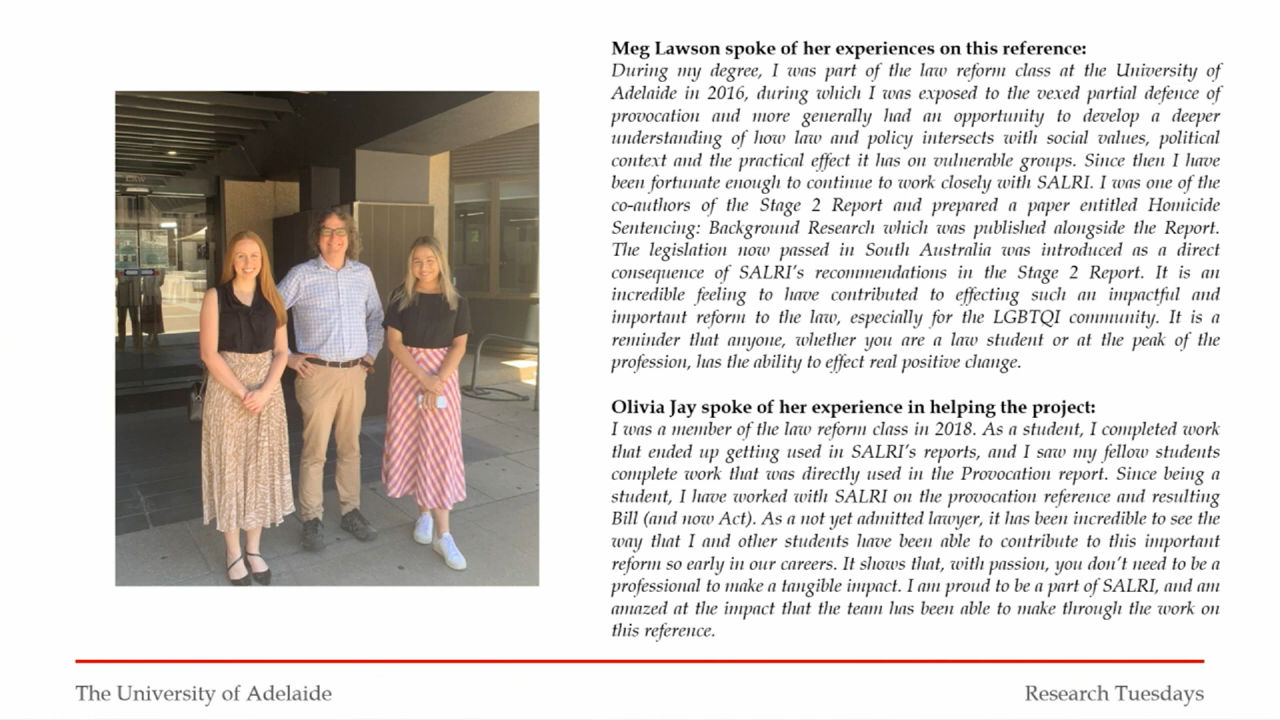 LAW
Meg Lawson spoke of her experiences on this reference:
During my degree, I was part of the law reform class at the University of
Adelaide in 2016, during which I was exposed to the vexed partial defence of
provocation and more generally had an opportunity to develop a deeper
understanding of how law and policy intersects with social values, political
context and the practical effect it has on vulnerable groups. Since then I have
been fortunate enough to continue to work closely with SALRI. I was one of the
co-authors of the Stage 2 Report and prepared a paper entitled Homicide
Sentencing: Background Research which was published alongside the Report.
The legislation now passed in South Australia was introduced as a direct
consequence of SALRI's recommendations in the Stage 2 Report. It is an
incredible feeling to have contributed to effecting such an impactful and
important reform to the law, especially for the LGBTQI community. It is a
reminder that anyone, whether you are a law student or at the peak of the
profession, has the ability to effect real positive change.
Olivia Jay spoke of her experience in helping the project:
I was a member of the law reform class in 2018. As a student, I completed work
that ended up getting used in SALRI's reports, and I saw my fellow students
complete work that was directly used in the Provocation report. Since being a
student, I have worked with SALRI on the provocation reference and resulting
Bill (and now Act). As a not yet admitted lawyer, it has been incredible to see the
way that I and other students have been able to contribute to this important
reform so early in our careers. It shows that, with passion, you don't need to be a
professional to make a tangible impact. I am proud to be a part of SALRI, and am
amazed at the impact that the team has been able to make through the work on
this reference.
The University of Adelaide
Research Tuesdays